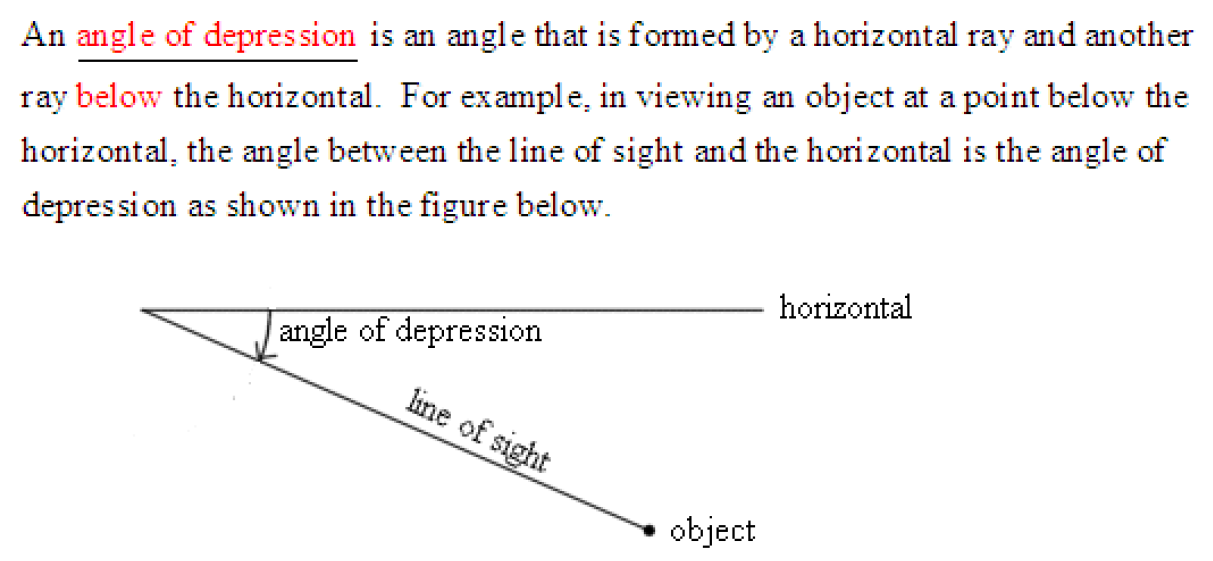 An angle of depression is an angle that is formed by a horizontal ray and another
ray below the horizontal. For example, in viewing an object at a point below the
horizontal, the angle between the line of sight and the horizontal is the angle of
depression as shown in the figure below.
horizontal
angle of depression
line of sight
object